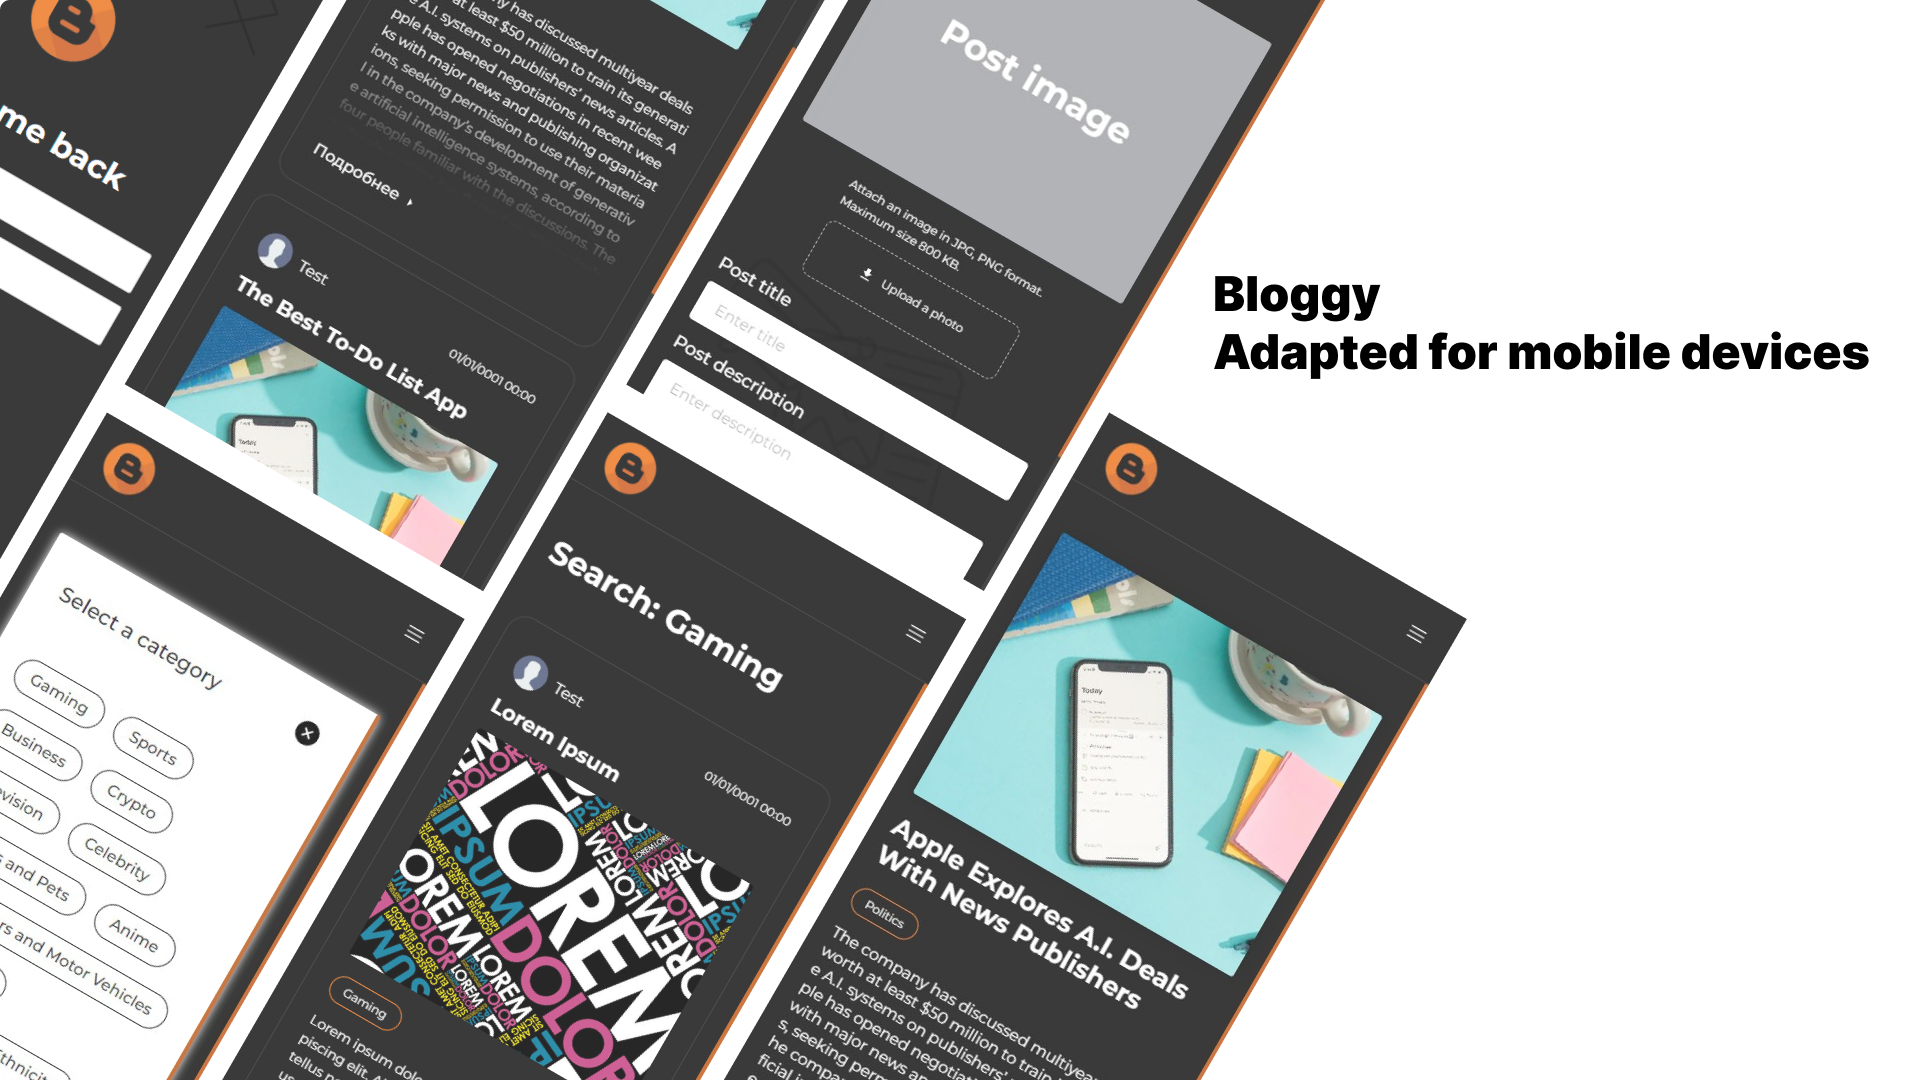 me back
ny has discussed multiyear deals
at least $50 million to train its generati
e A.I. systems on publishers' news articles. A
pple has opened negotiations in recent wee
ks with major news and publishing organizat
ions, seeking permission to use their materia
l in the company's development of generativ
e artificial intelligence systems, according to
four people familiar with the discussions. The
Подробнее
Test
The Best To-Do List App
01/01/0001 00:00
Post image
Attach an image in JPG, PNG format.
Maximum size 800 KB.
Upload a photo
Post title
Enter title
Post description
Enter description
Bloggy
Adapted for mobile devices
Select a category
Gaming
Sports
Business
Crypto
evision
Celebrity
s and Pets
Anime
rs and Motor Vehicles
Ethnicit
Search: Gaming
Test
Lorem Ipsum
01/01/0001 00:00
LOREM
IPSUM
DOLOR
Gaming
Lorem ipsum dolo
piscing elit. A
tellus n
us
Today
Apple Explores A.I. Deals
With News Publishers
Politics
The company has discussed multiyea
worth at least $50 million to train
e A.I. systems on publishers'
ple has opened negotiati
with major news an
s, seeking perm
he compa
ficial i